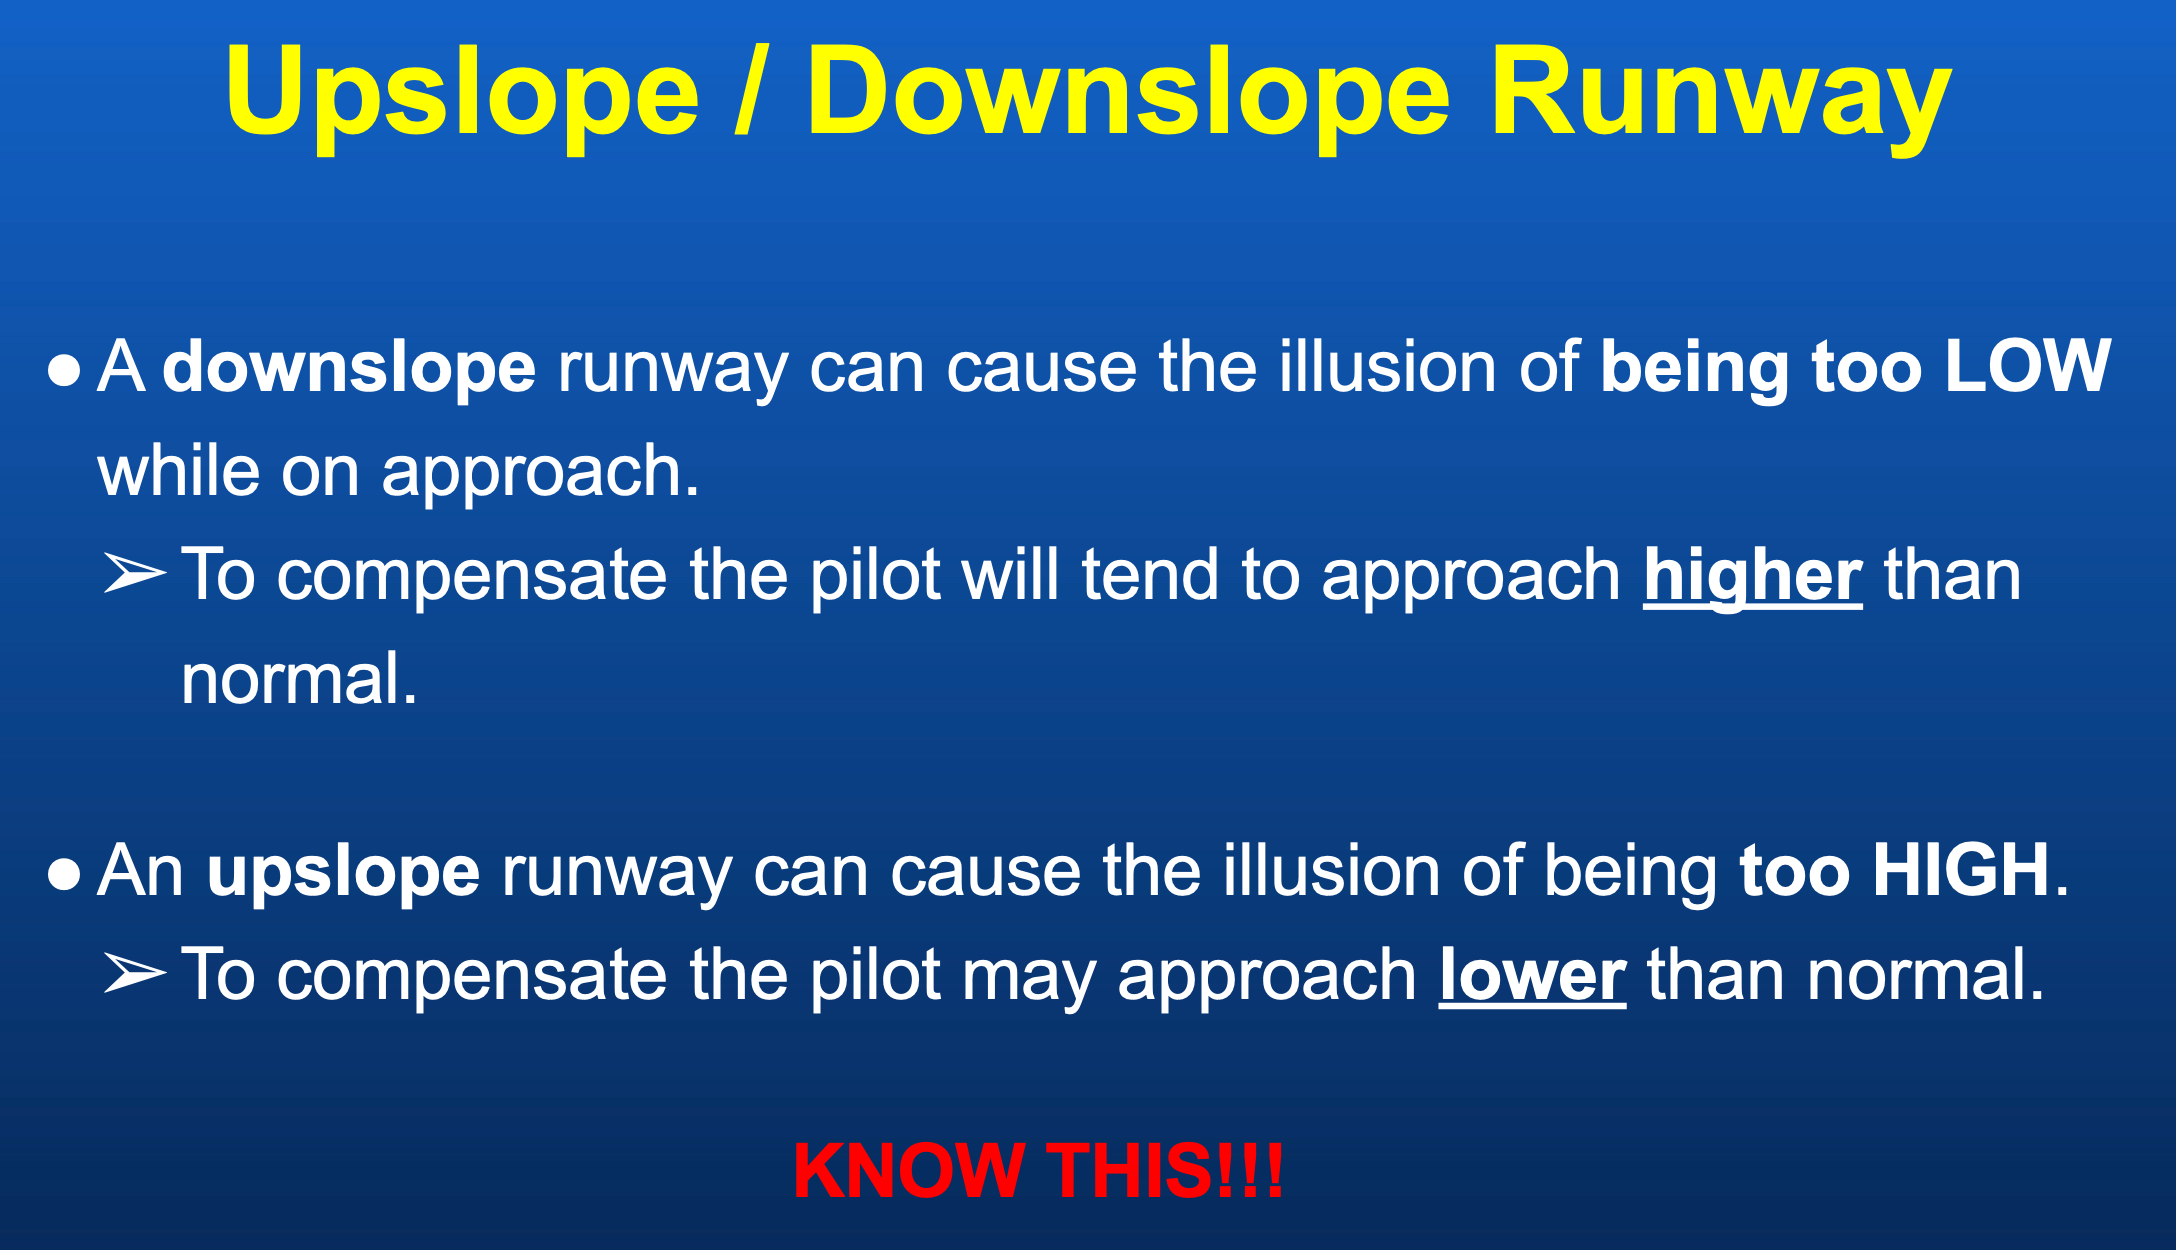 Upslope / Downslope Runway
● A downslope runway can cause the illusion of being too LOW
while on approach.
➢ To compensate the pilot will tend to approach higher than
normal.
● An upslope runway can cause the illusion of being too HIGH.
➢ To compensate the pilot may approach lower than normal.
KNOW THIS!!!